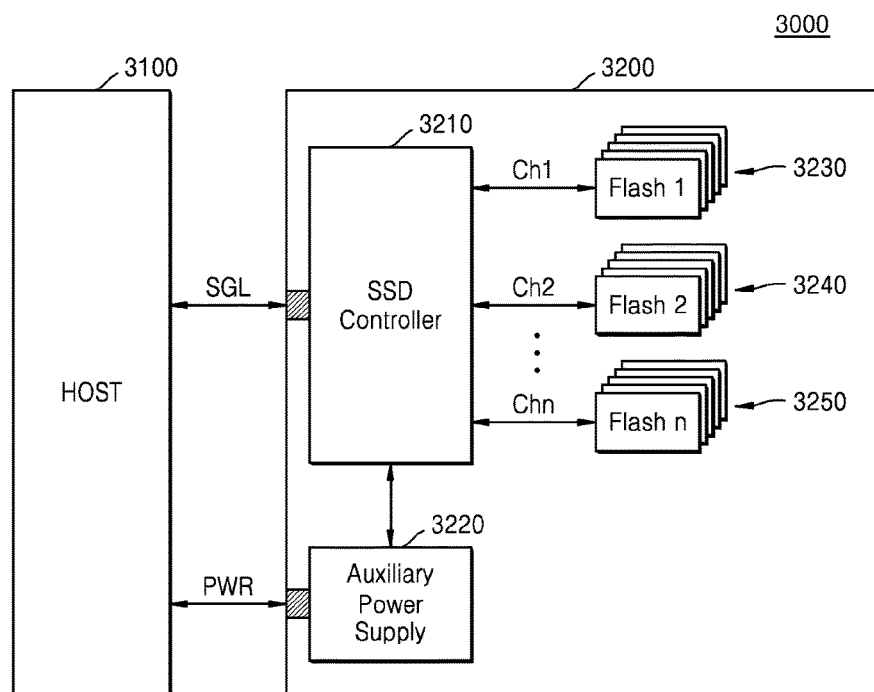 3000
3100
3200
3210
Ch1
Flash 1
3230
SGL
SSD
Controller
Ch2
Flash 2
3240
HOST
Chn
Flash n
3250
3220
PWR
Auxiliary
Power
Supply